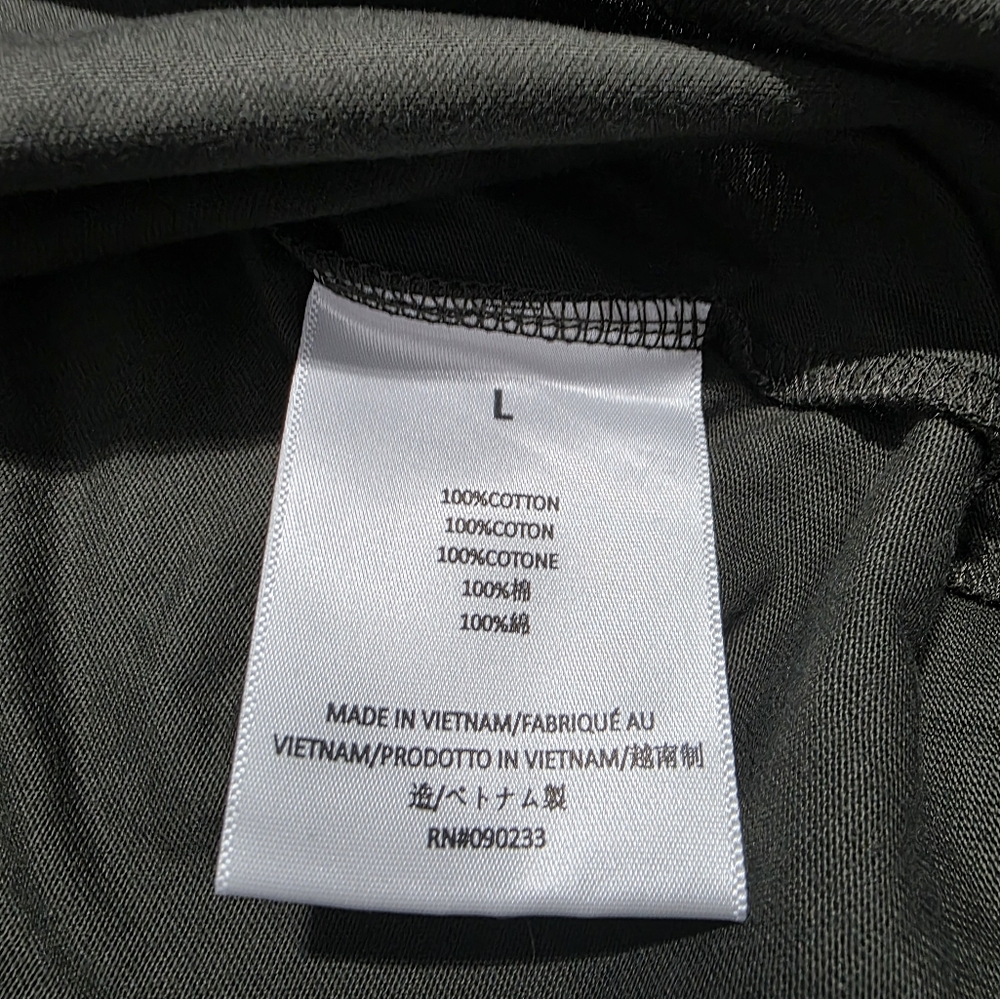 L
100%COTTON
100%COTON
100%COTONE
100%棉
100%綿
MADE IN VIETNAM/FABRIQUÉ AU
VIETNAM/PRODOTTO IN VIETNAM/越南制
造/ベトナム製
RN#090233